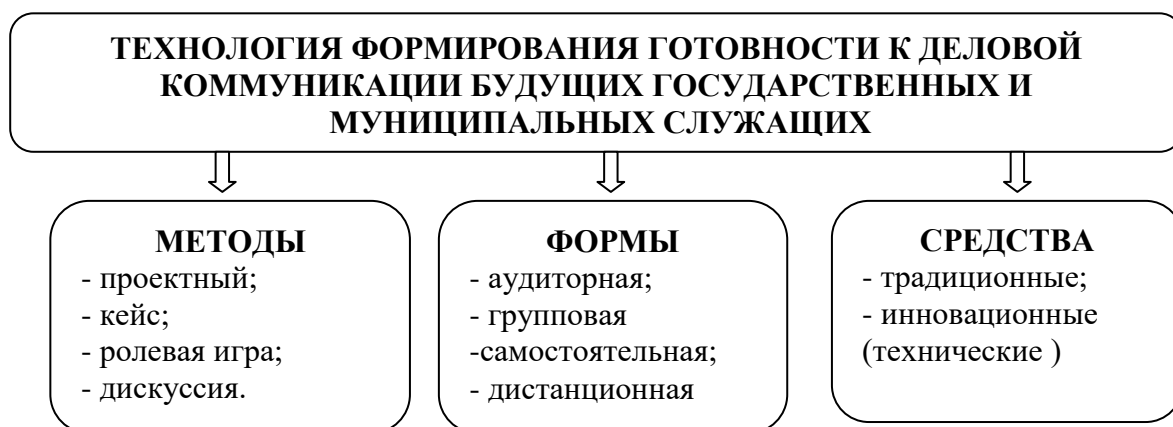 ТЕХНОЛОГИЯ ФОРМИРОВАНИЯ ГОТОВНОСТИ К ДЕЛОВОЙ
КОММУНИКАЦИИ БУДУЩИХ ГОСУДАРСТВЕННЫХ И
МУНИЦИПАЛЬНЫХ СЛУЖАЩИХ
МЕТОДЫ
- проектный;
- кейс;
- ролевая игра;
- дискуссия.
ФОРМЫ
- аудиторная;
- групповая
-самостоятельная;
- дистанционная
СРЕДСТВА
- традиционные;
- инновационные
(технические )